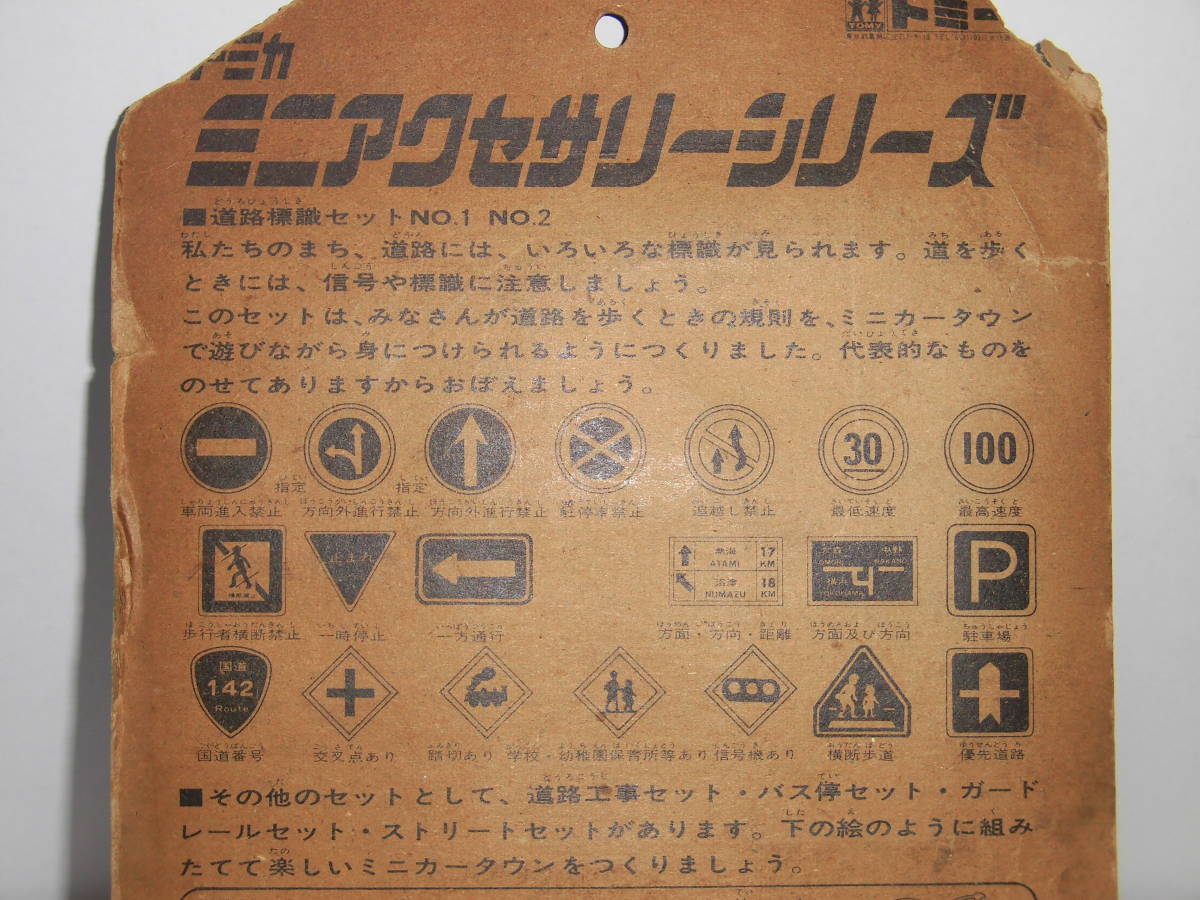 トミー
TOMY
トミカ
ミニアクセサリーシリーズ
■道路標識セットNO.1 NO.2
私たちのまち、道路には、いろいろな標識が見られます。道を歩く
ときには、信号や標識に注意しましょう。
このセットは、みなさんが道路を歩くときの規則を、ミニカータウン
で遊びながら身につけられるようにつくりました。代表的なものを
のせてありますからおぼえましょう。
30 100
指定 指定
車両進入禁止 方向外進行禁止 方向外進行禁止 駐停車禁止 追越し禁止 最低速度 最高速度
止まれ
熱海 17
ATAMI KM
沼津 18
NUMAZU KM
大森 中野
OMORI NAKANO
横浜
YOKOHAMA
P
歩行者横断禁止 一時停止 一方通行 方面・方向・距離 方面及び方向 駐車場
国道
142
Route
国道番号 交叉点あり 踏切あり 学校・幼稚園保育所等あり 信号機あり 横断歩道 優先道路
■その他のセットとして、道路工事セット・バス停セット・ガード
レールセット・ストリートセットがあります。下の絵のように組み
たてて楽しいミニカータウンをつくりましょう。